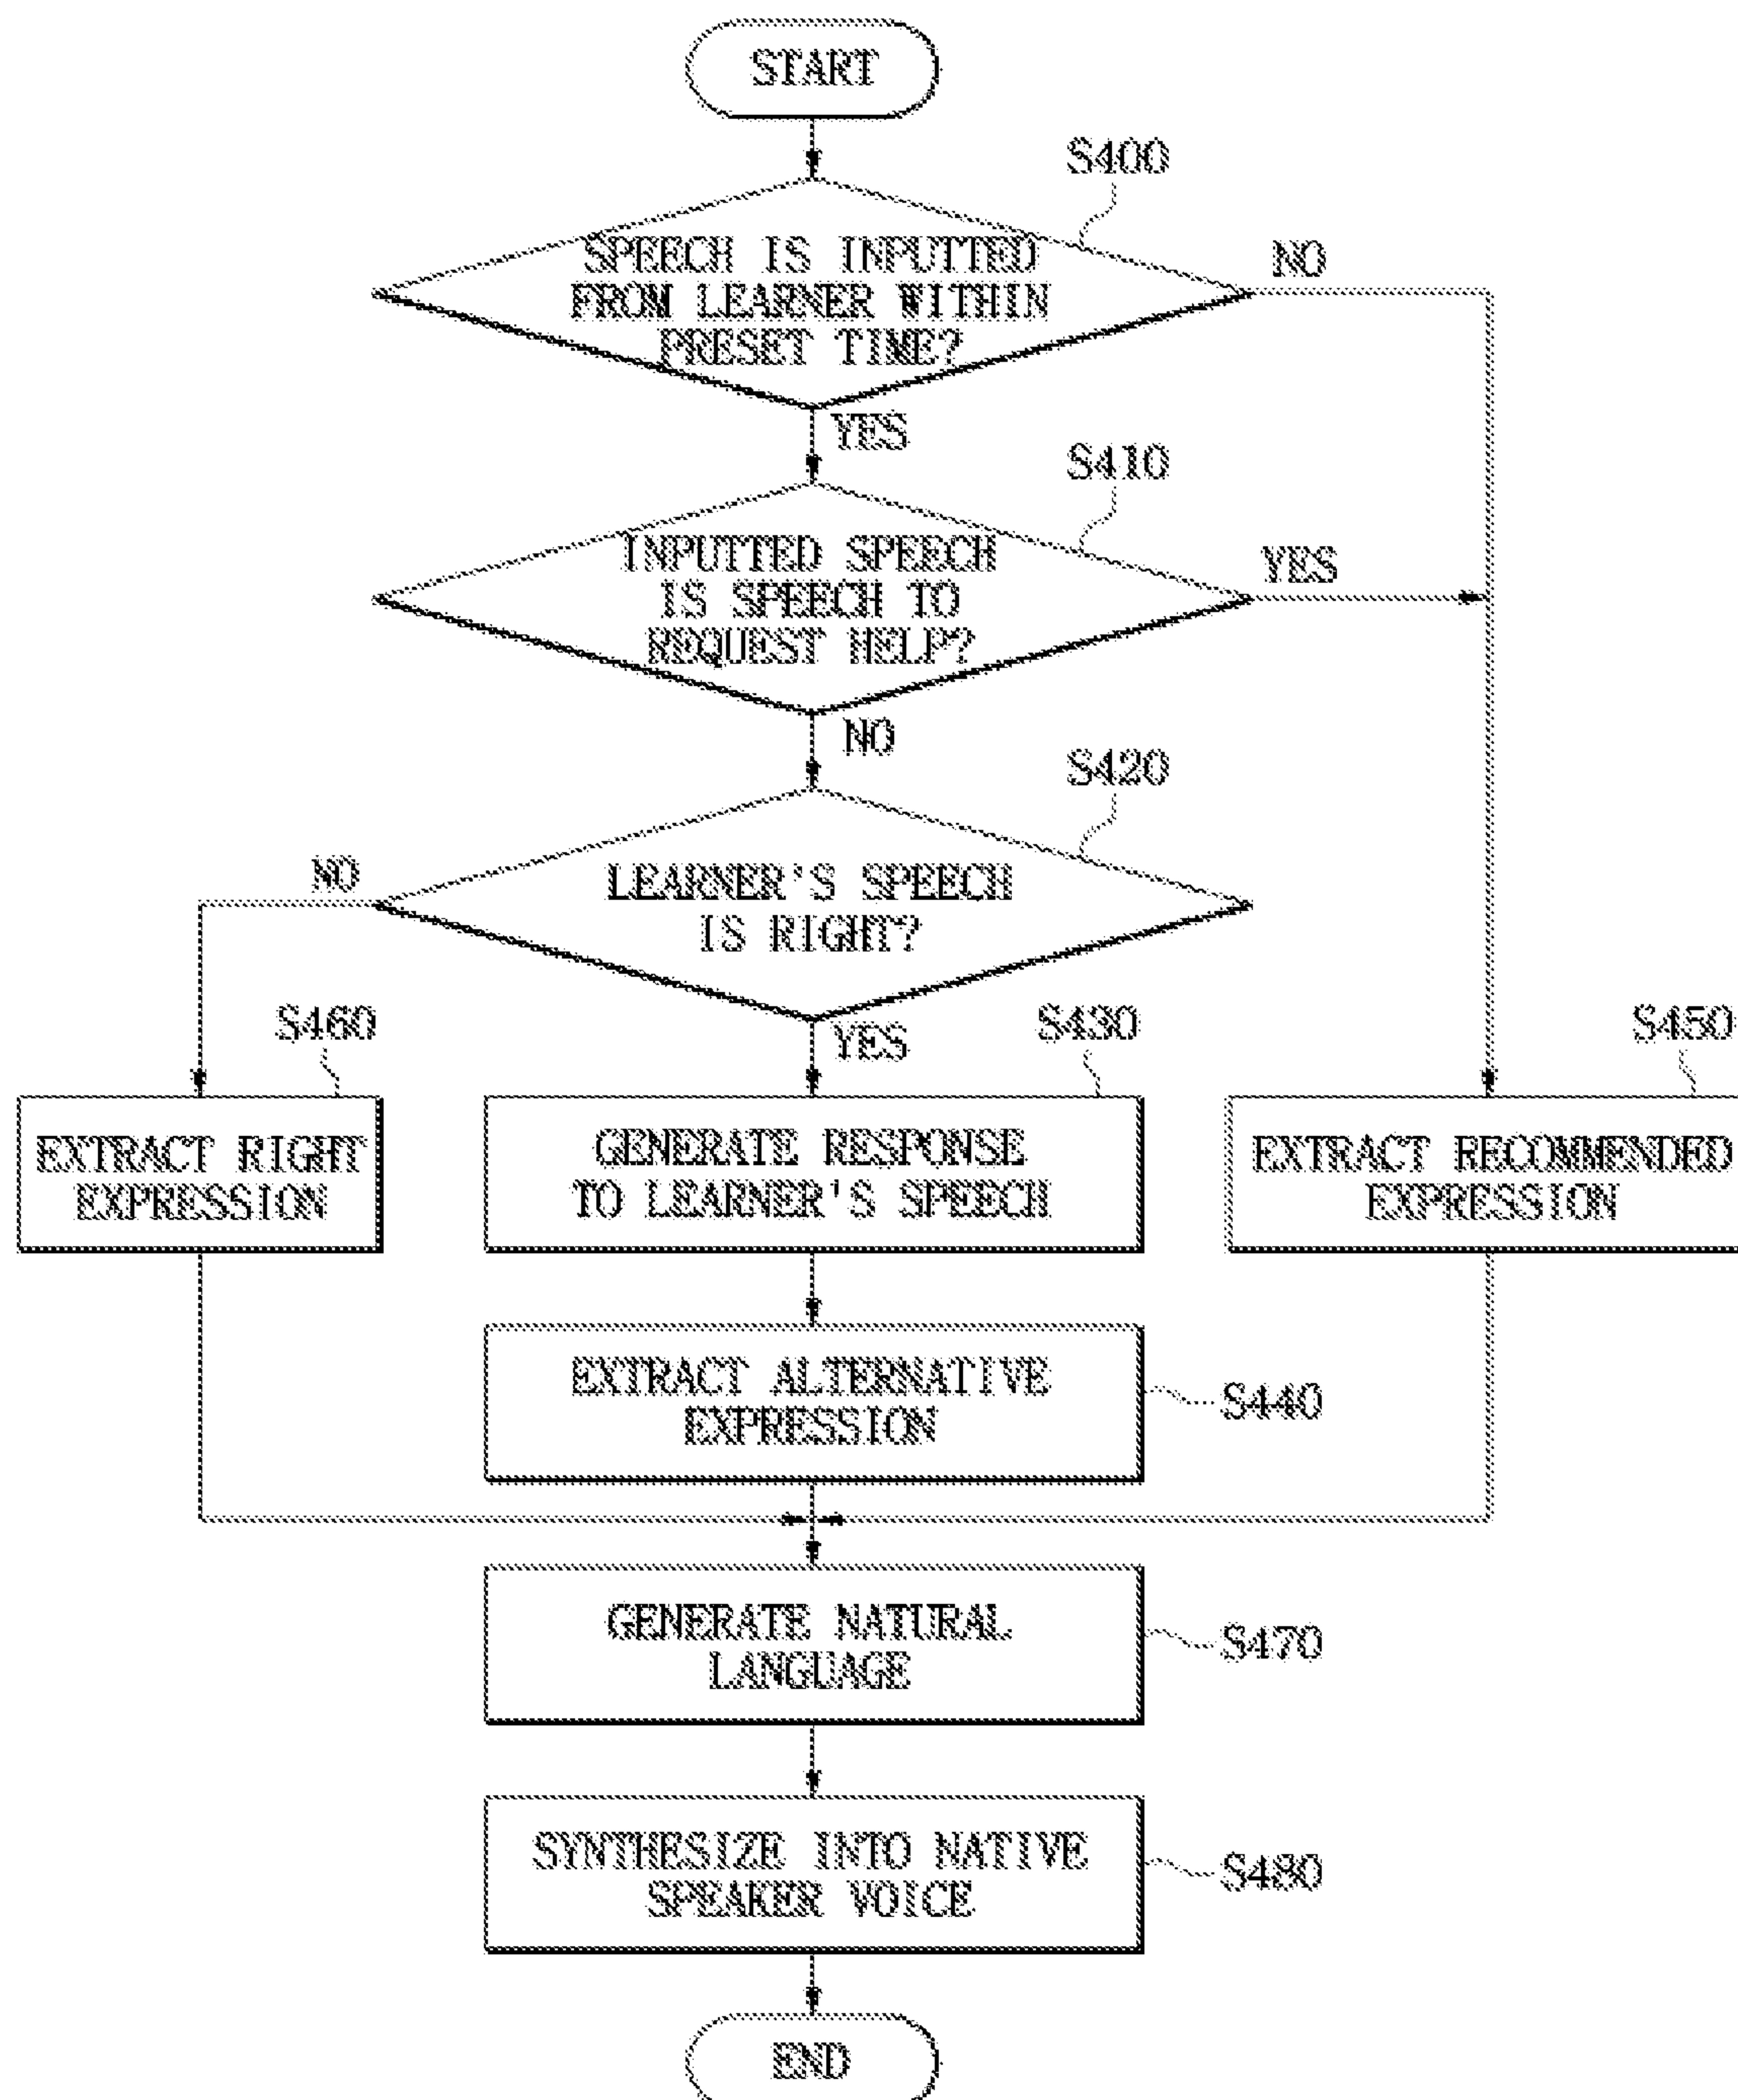 START
S400
SPEECH IS INPUTTED
FROM LEARNER WITHIN
PRESET TIME?
NO
YES
S410
INPUTTED SPEECH
IS SPEECH TO
REQUEST HELP?
YES
NO
S420
LEARNER'S SPEECH
IS RIGHT?
NO
YES
S460
EXTRACT RIGHT
EXPRESSION
S430
GENERATE RESPONSE
TO LEARNER'S SPEECH
S450
EXTRACT RECOMMENDED
EXPRESSION
EXTRACT ALTERNATIVE
EXPRESSION
S440
GENERATE NATURAL
LANGUAGE
S470
SYNTHESIZE INTO NATIVE
SPEAKER VOICE
S480
END